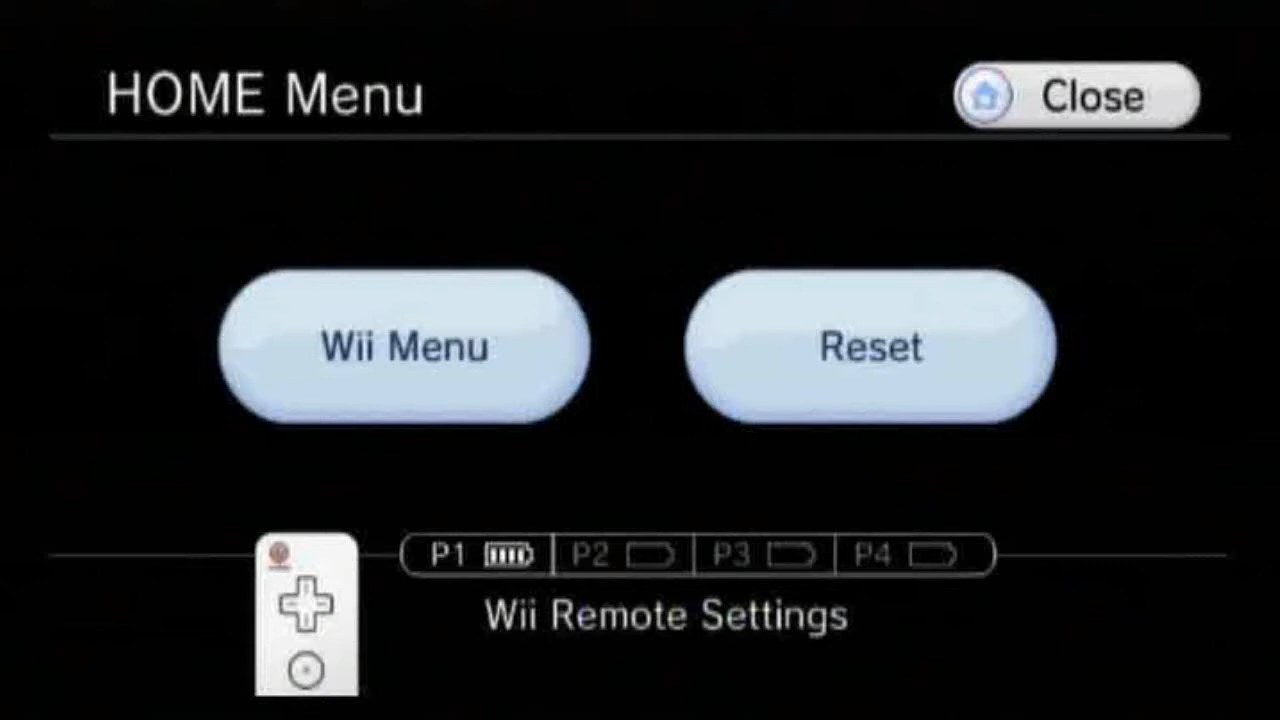 HOME Menu
Close
Wii Menu
Reset
P1 P2 P3 P4
Wii Remote Settings